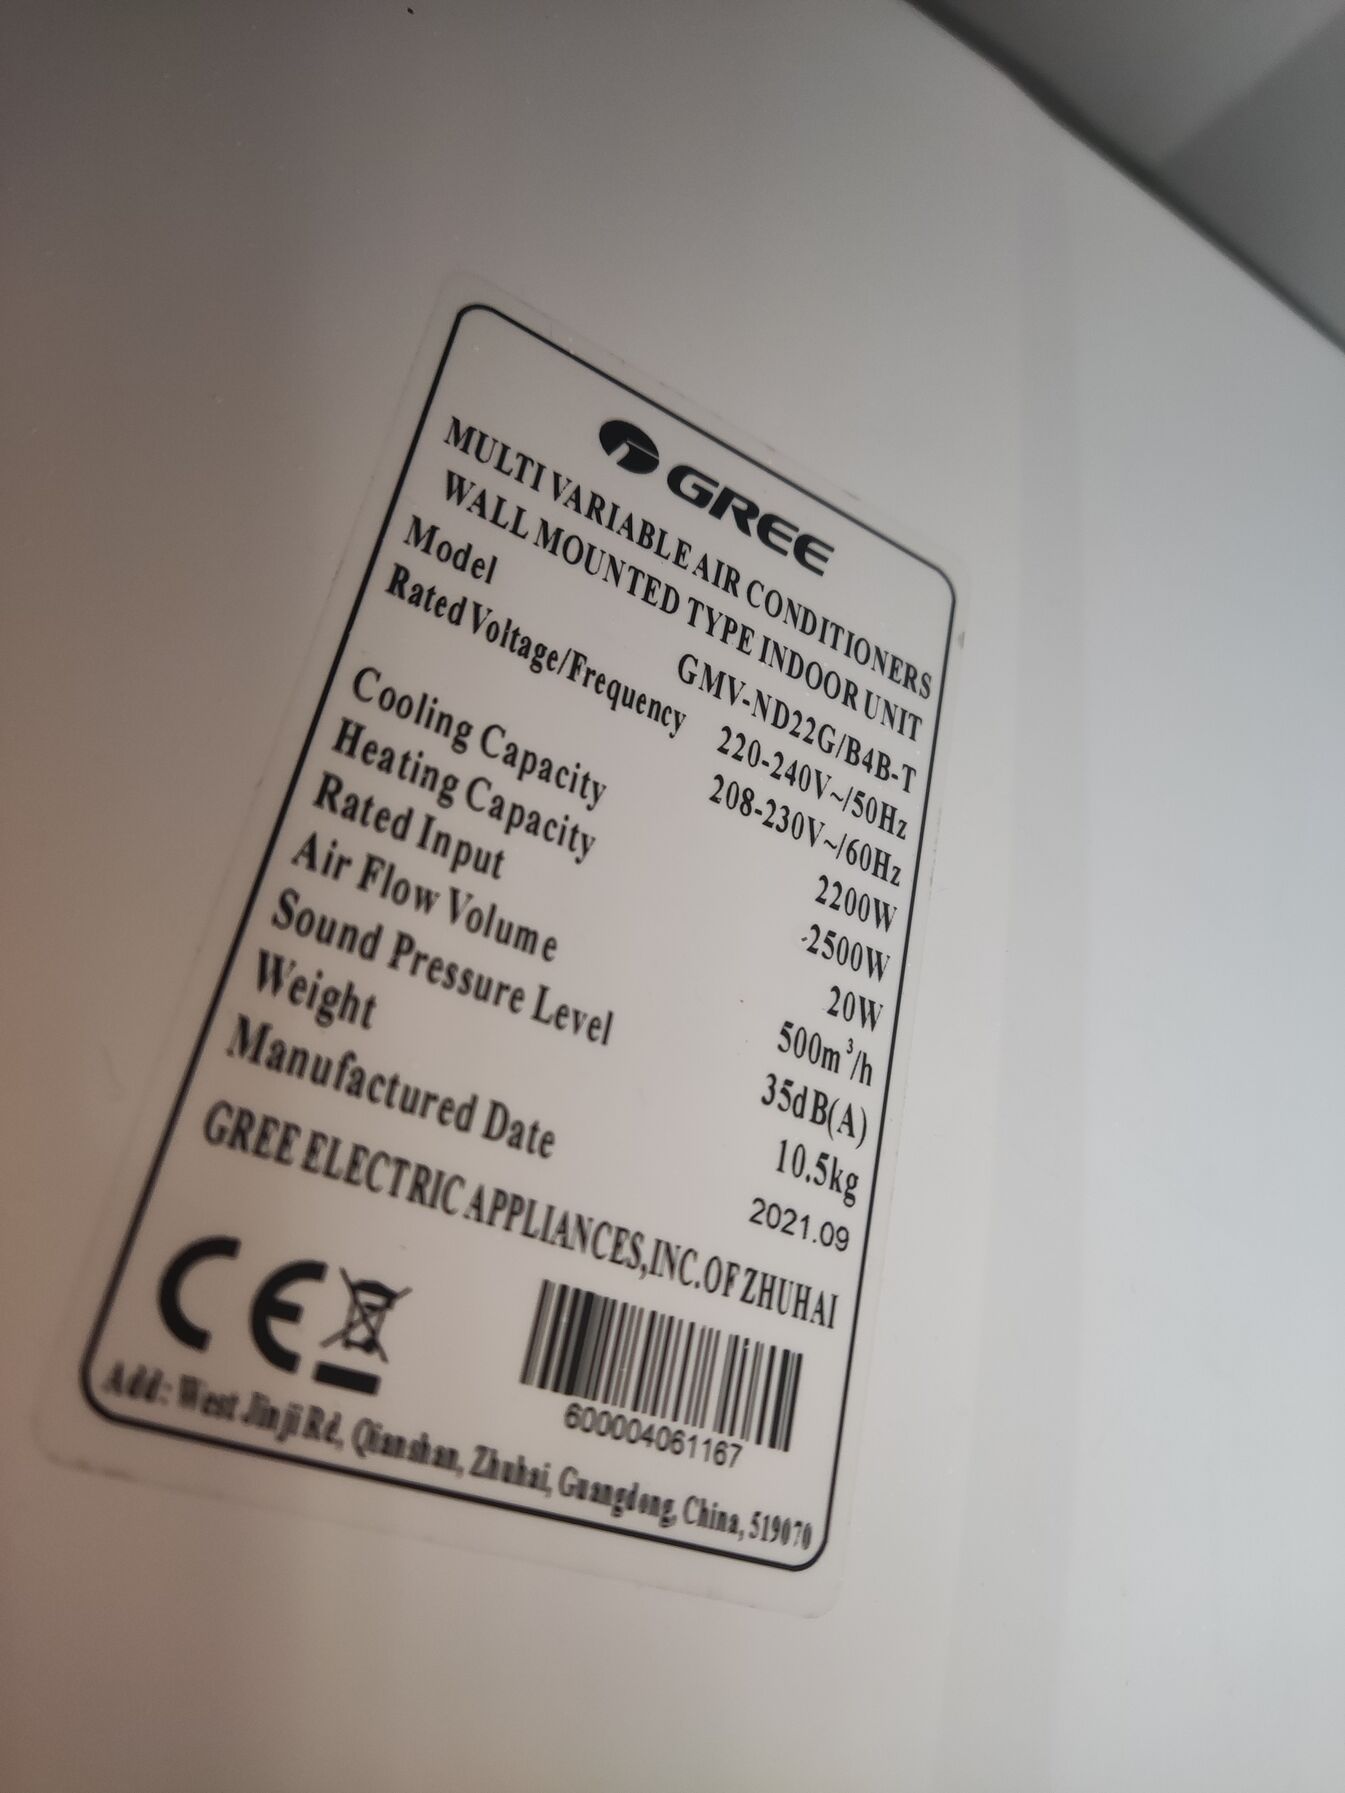 GREE
MULTI VARIABLE AIR CONDITIONERS
WALL MOUNTED TYPE INDOOR UNIT
Model GMV-ND22G/B4B-T
Rated Voltage/Frequency 220-240V~/50Hz
208-230V~/60Hz
Cooling Capacity 2200W
Heating Capacity 2500W
Rated Input 20W
Air Flow Volume 500m³/h
Sound Pressure Level 35dB(A)
Weight 10.5kg
Manufactured Date 2021.09
GREE ELECTRIC APPLIANCES,INC.OF ZHUHAI
CE
600004061167
Add: West Jinji Rd, Qianshan, Zhuhai, Guangdong, China, 519070